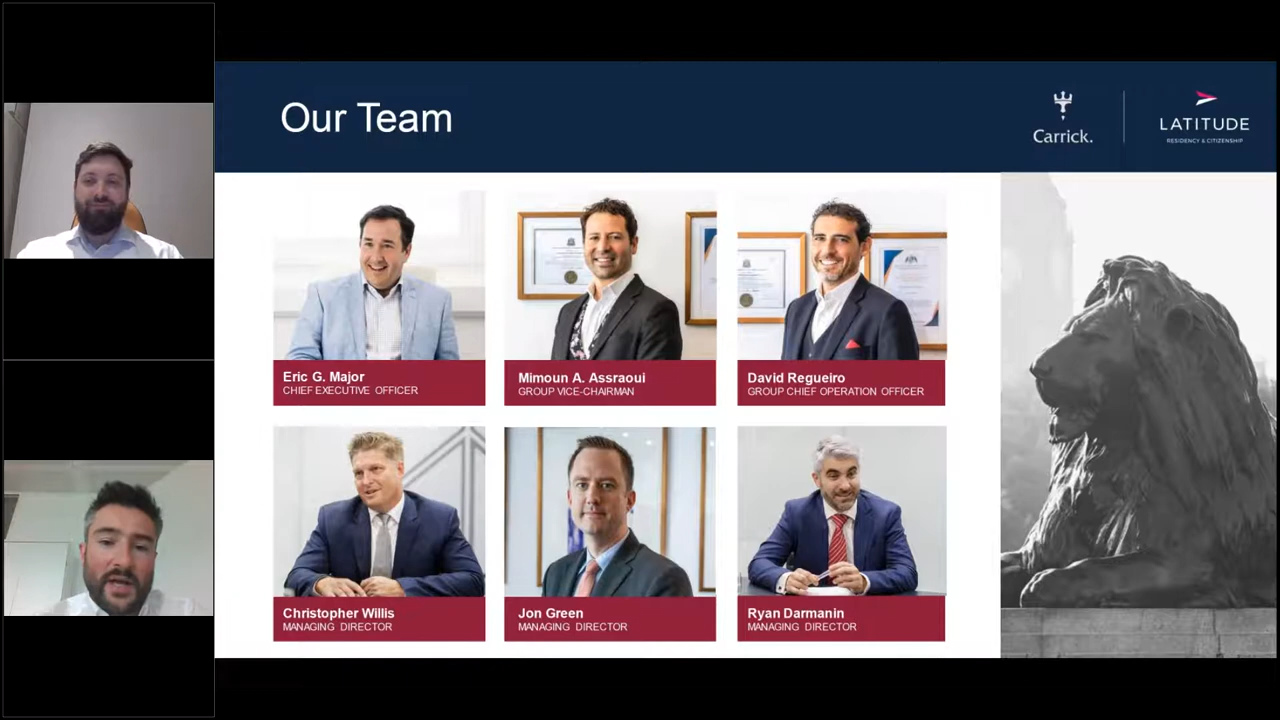 Our Team
Carrick.
LATITUDE
RESIDENCY & CITIZENSHIP
Eric G. Major
CHIEF EXECUTIVE OFFICER
Mimoun A. Assraoui
GROUP VICE-CHAIRMAN
David Regueiro
GROUP CHIEF OPERATION OFFICER
Christopher Willis
MANAGING DIRECTOR
Jon Green
MANAGING DIRECTOR
Ryan Darmanin
MANAGING DIRECTOR